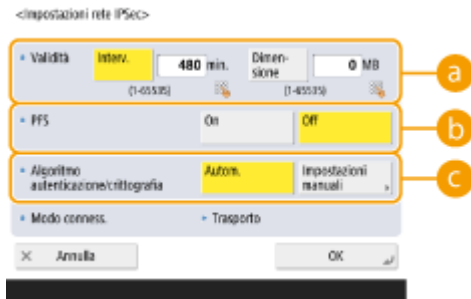 <Impostazioni rete IPSec>
Validità Interv. 480 min. Dimen-
sione 0 MB
(1-65535) (1-65535)
a
PFS On Off
b
Algoritmo
autenticazione/crittografia Autom. Impostazioni
manuali
c
Modo conness. Trasporto
Annulla OK